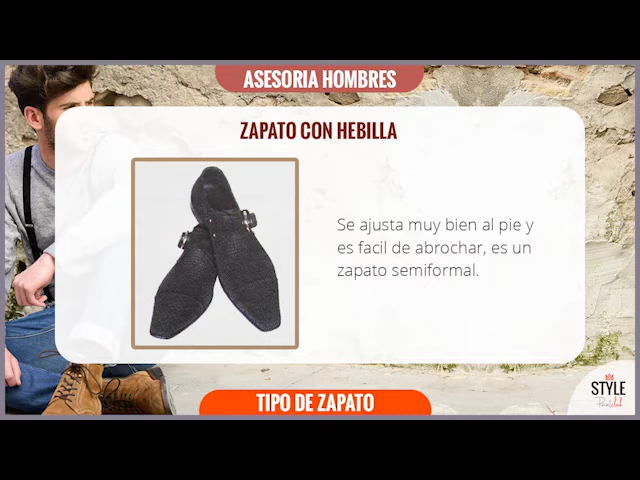 ASESORIA HOMBRES
ZAPATO CON HEBILLA
Se ajusta muy bien al pie y
es facil de abrochar, es un
zapato semiformal.
TIPO DE ZAPATO
STYLE